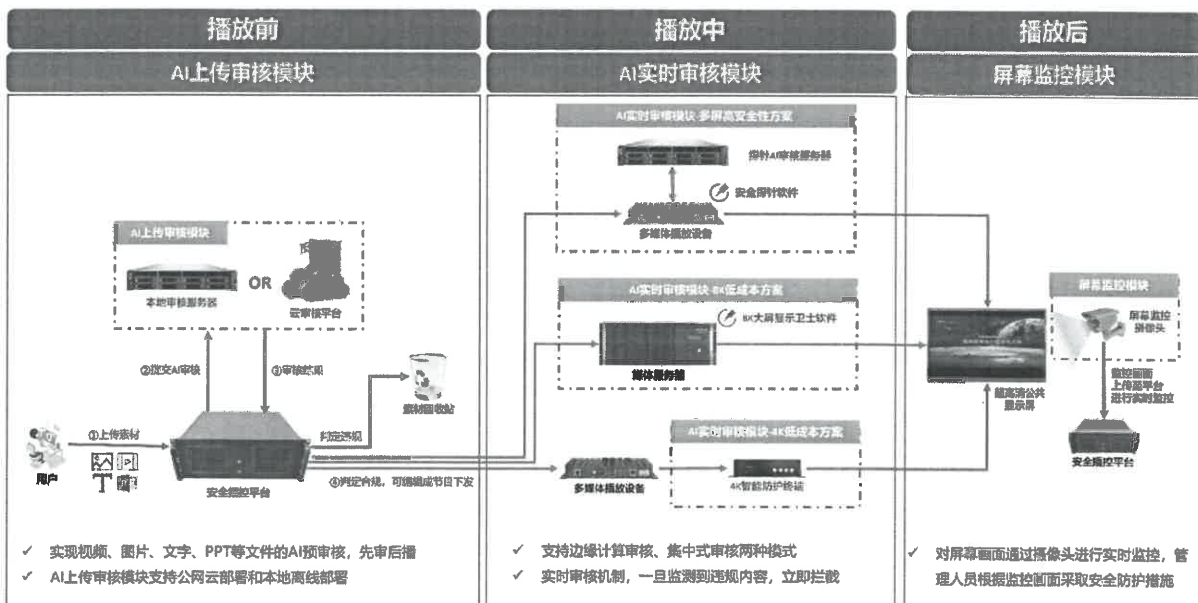 播放前
AI上传审核模块
AI上传审核模块
本地审核服务器
OR
云审核平台
②提交AI审核
③审核结果
素材回收站
①上传素材
判定违规
用户
安全播控平台
④判定合规，可编辑成节目下发
✓ 实现视频、图片、文字、PPT等文件的AI预审核，先审后播
✓ AI上传审核模块支持公网云部署和本地离线部署
播放中
AI实时审核模块
AI实时审核模块-多屏高安全性方案
探针AI审核服务器
安全探针软件
多媒体播放设备
AI实时审核模块-8K低成本方案
8K大屏显示卫士软件
媒体服务器
AI实时审核模块-4K低成本方案
多媒体播放设备
4K智能防护终端
✓ 支持边缘计算审核、集中式审核两种模式
✓ 实时审核机制，一旦监测到违规内容，立即拦截
播放后
屏幕监控模块
屏幕监控模块
屏幕监控
摄像头
超高清公共
显示屏
监控画面
上传至平台
进行实时监控
安全播控平台
✓ 对屏幕画面通过摄像头进行实时监控，管
理人员根据监控画面采取安全防护措施